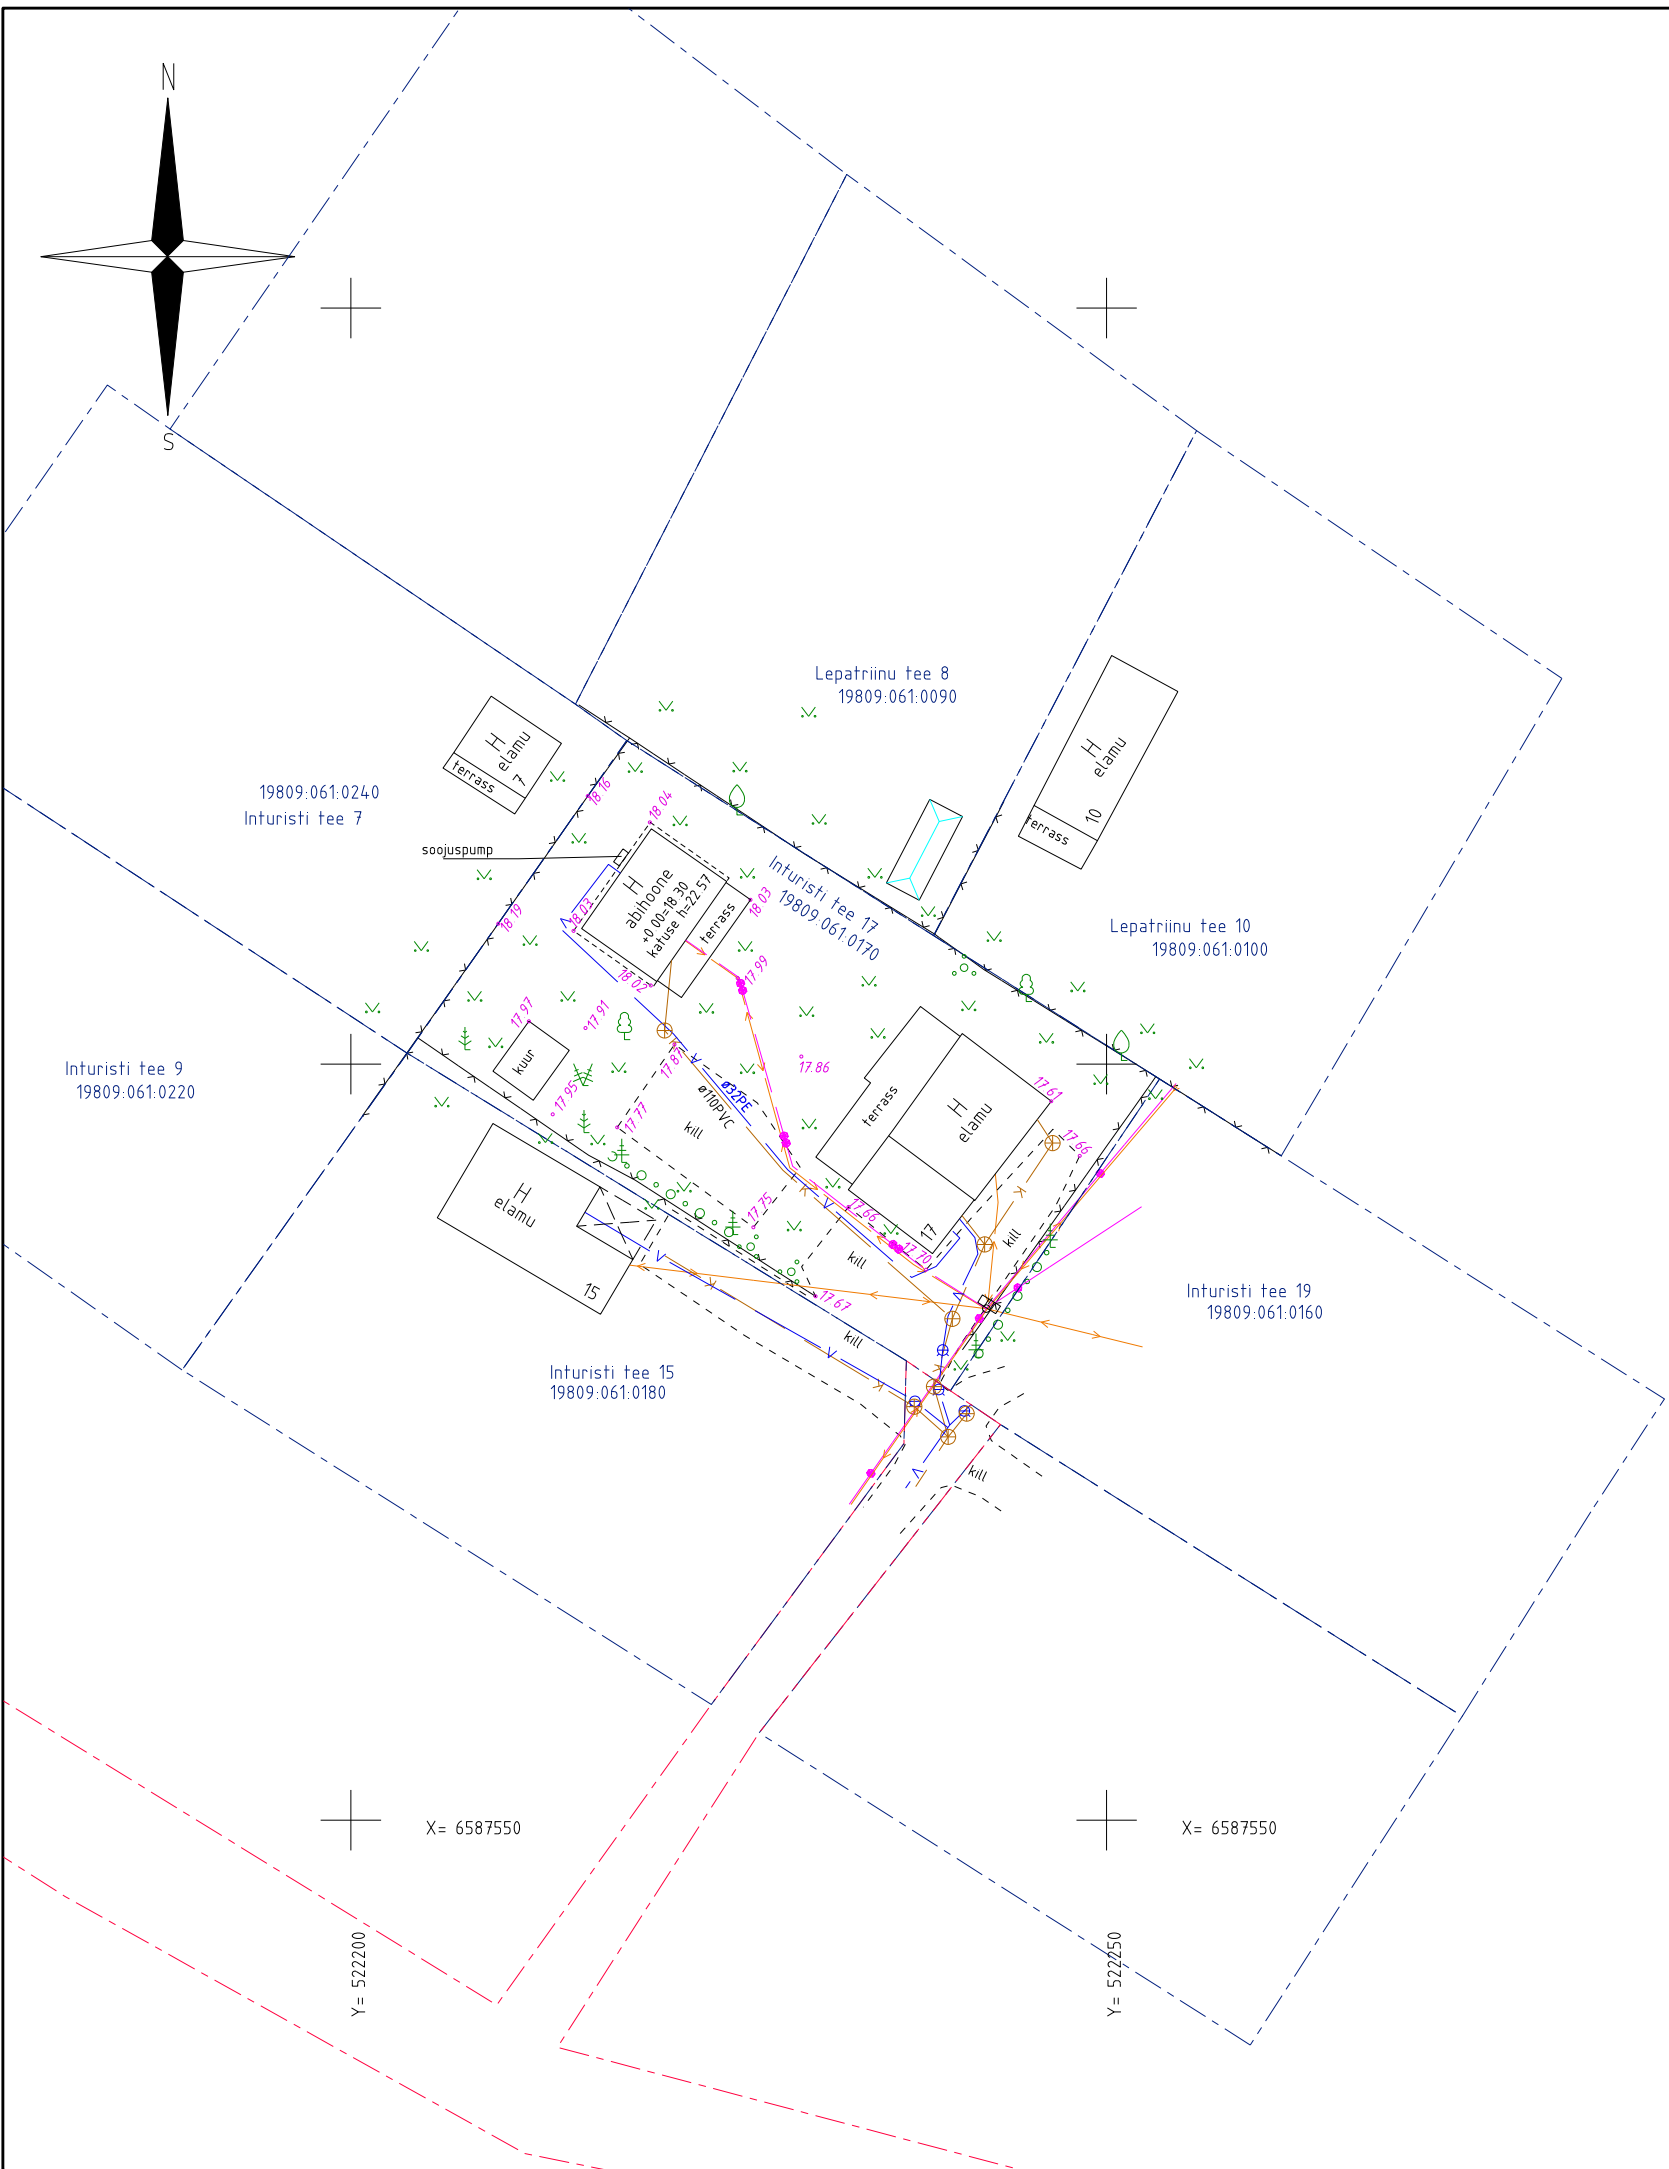 N
S
Lepatriinu tee 8
19809:061:0090
H
elamu
7
terrass
H
elamu
10
terrass
19809:061:0240
Inturisti tee 7
18 16
18 04
soojuspump
H
abihoone
+0 00=18 30
katuse h=22.57
terrass
Inturisti tee 17
19809:061:0170
18 03
18.03
18 19
Lepatriinu tee 10
19809:061:0100
18.02
17.99
17.97
17.91
kuur
17.87
17.86
Inturisti tee 9
19809:061:0220
ø32PE
ø110PVC
17.95
17.77
kill
terrass
H
elamu
17
17.61
17.66
H
elamu
15
17.75
17.66
17.70
kill
kill
17.67
kill
Inturisti tee 19
19809:061:0160
Inturisti tee 15
19809:061:0180
V
V
V
V
V
V
V
K
K
K
K
K
kill
X= 6587550
X= 6587550
Y= 522200
Y= 522250